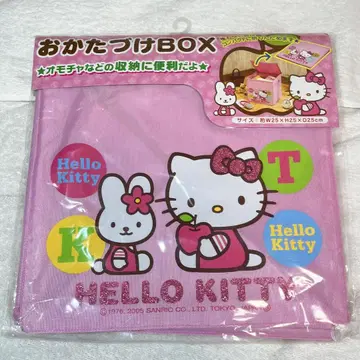 おかたづけBOX
★オモチャなどの収納に便利だよ★
サイズ：約W25×H25×D25cm
Hello
Kitty
T
K
Hello
Kitty
HELLO KITTY
©1976, 2005 SANRIO CO., LTD. TOKYO, JAPAN